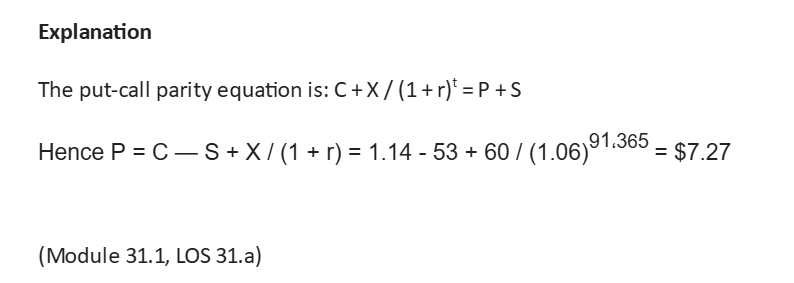 Explanation
The put-call parity equation is: C + X / (1 + r)^t = P + S
Hence P = C — S + X / (1 + r) = 1.14 - 53 + 60 / (1.06)^91.365 = $7.27
(Module 31.1, LOS 31.a)